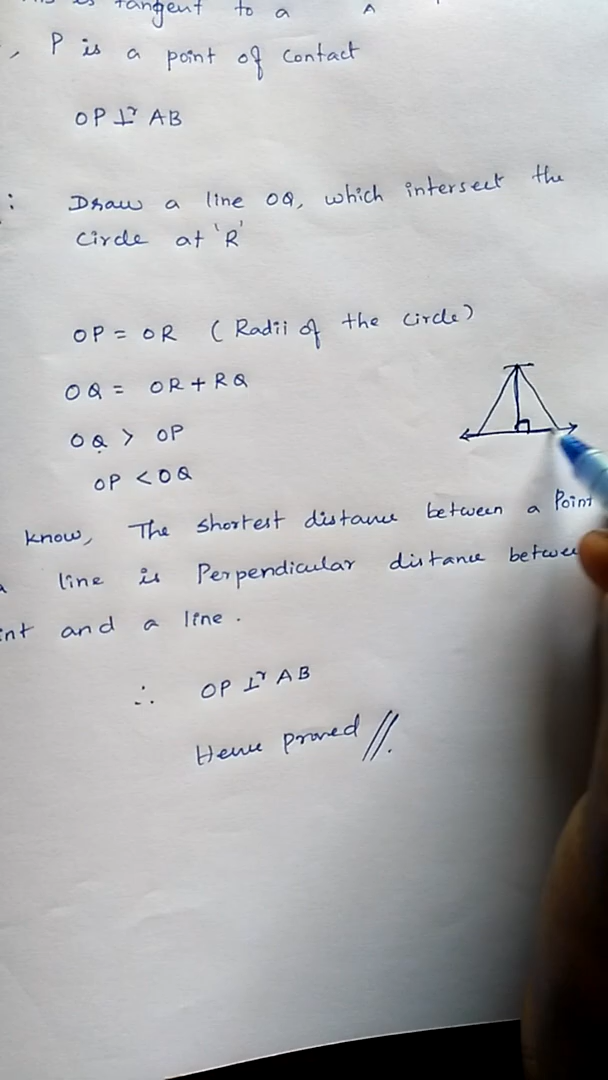 is tangent to a A
, P is a point of contact
OP ⊥r AB
: Draw a line OQ, which intersect the
circle at 'R'
OP = OR (Radii of the circle)
OQ = OR + RQ
OQ > OP
OP < OQ
know, The shortest distance between a Point
a line is Perpendicular distance betwee
int and a line.
∴ OP ⊥r AB
Hence proved //.